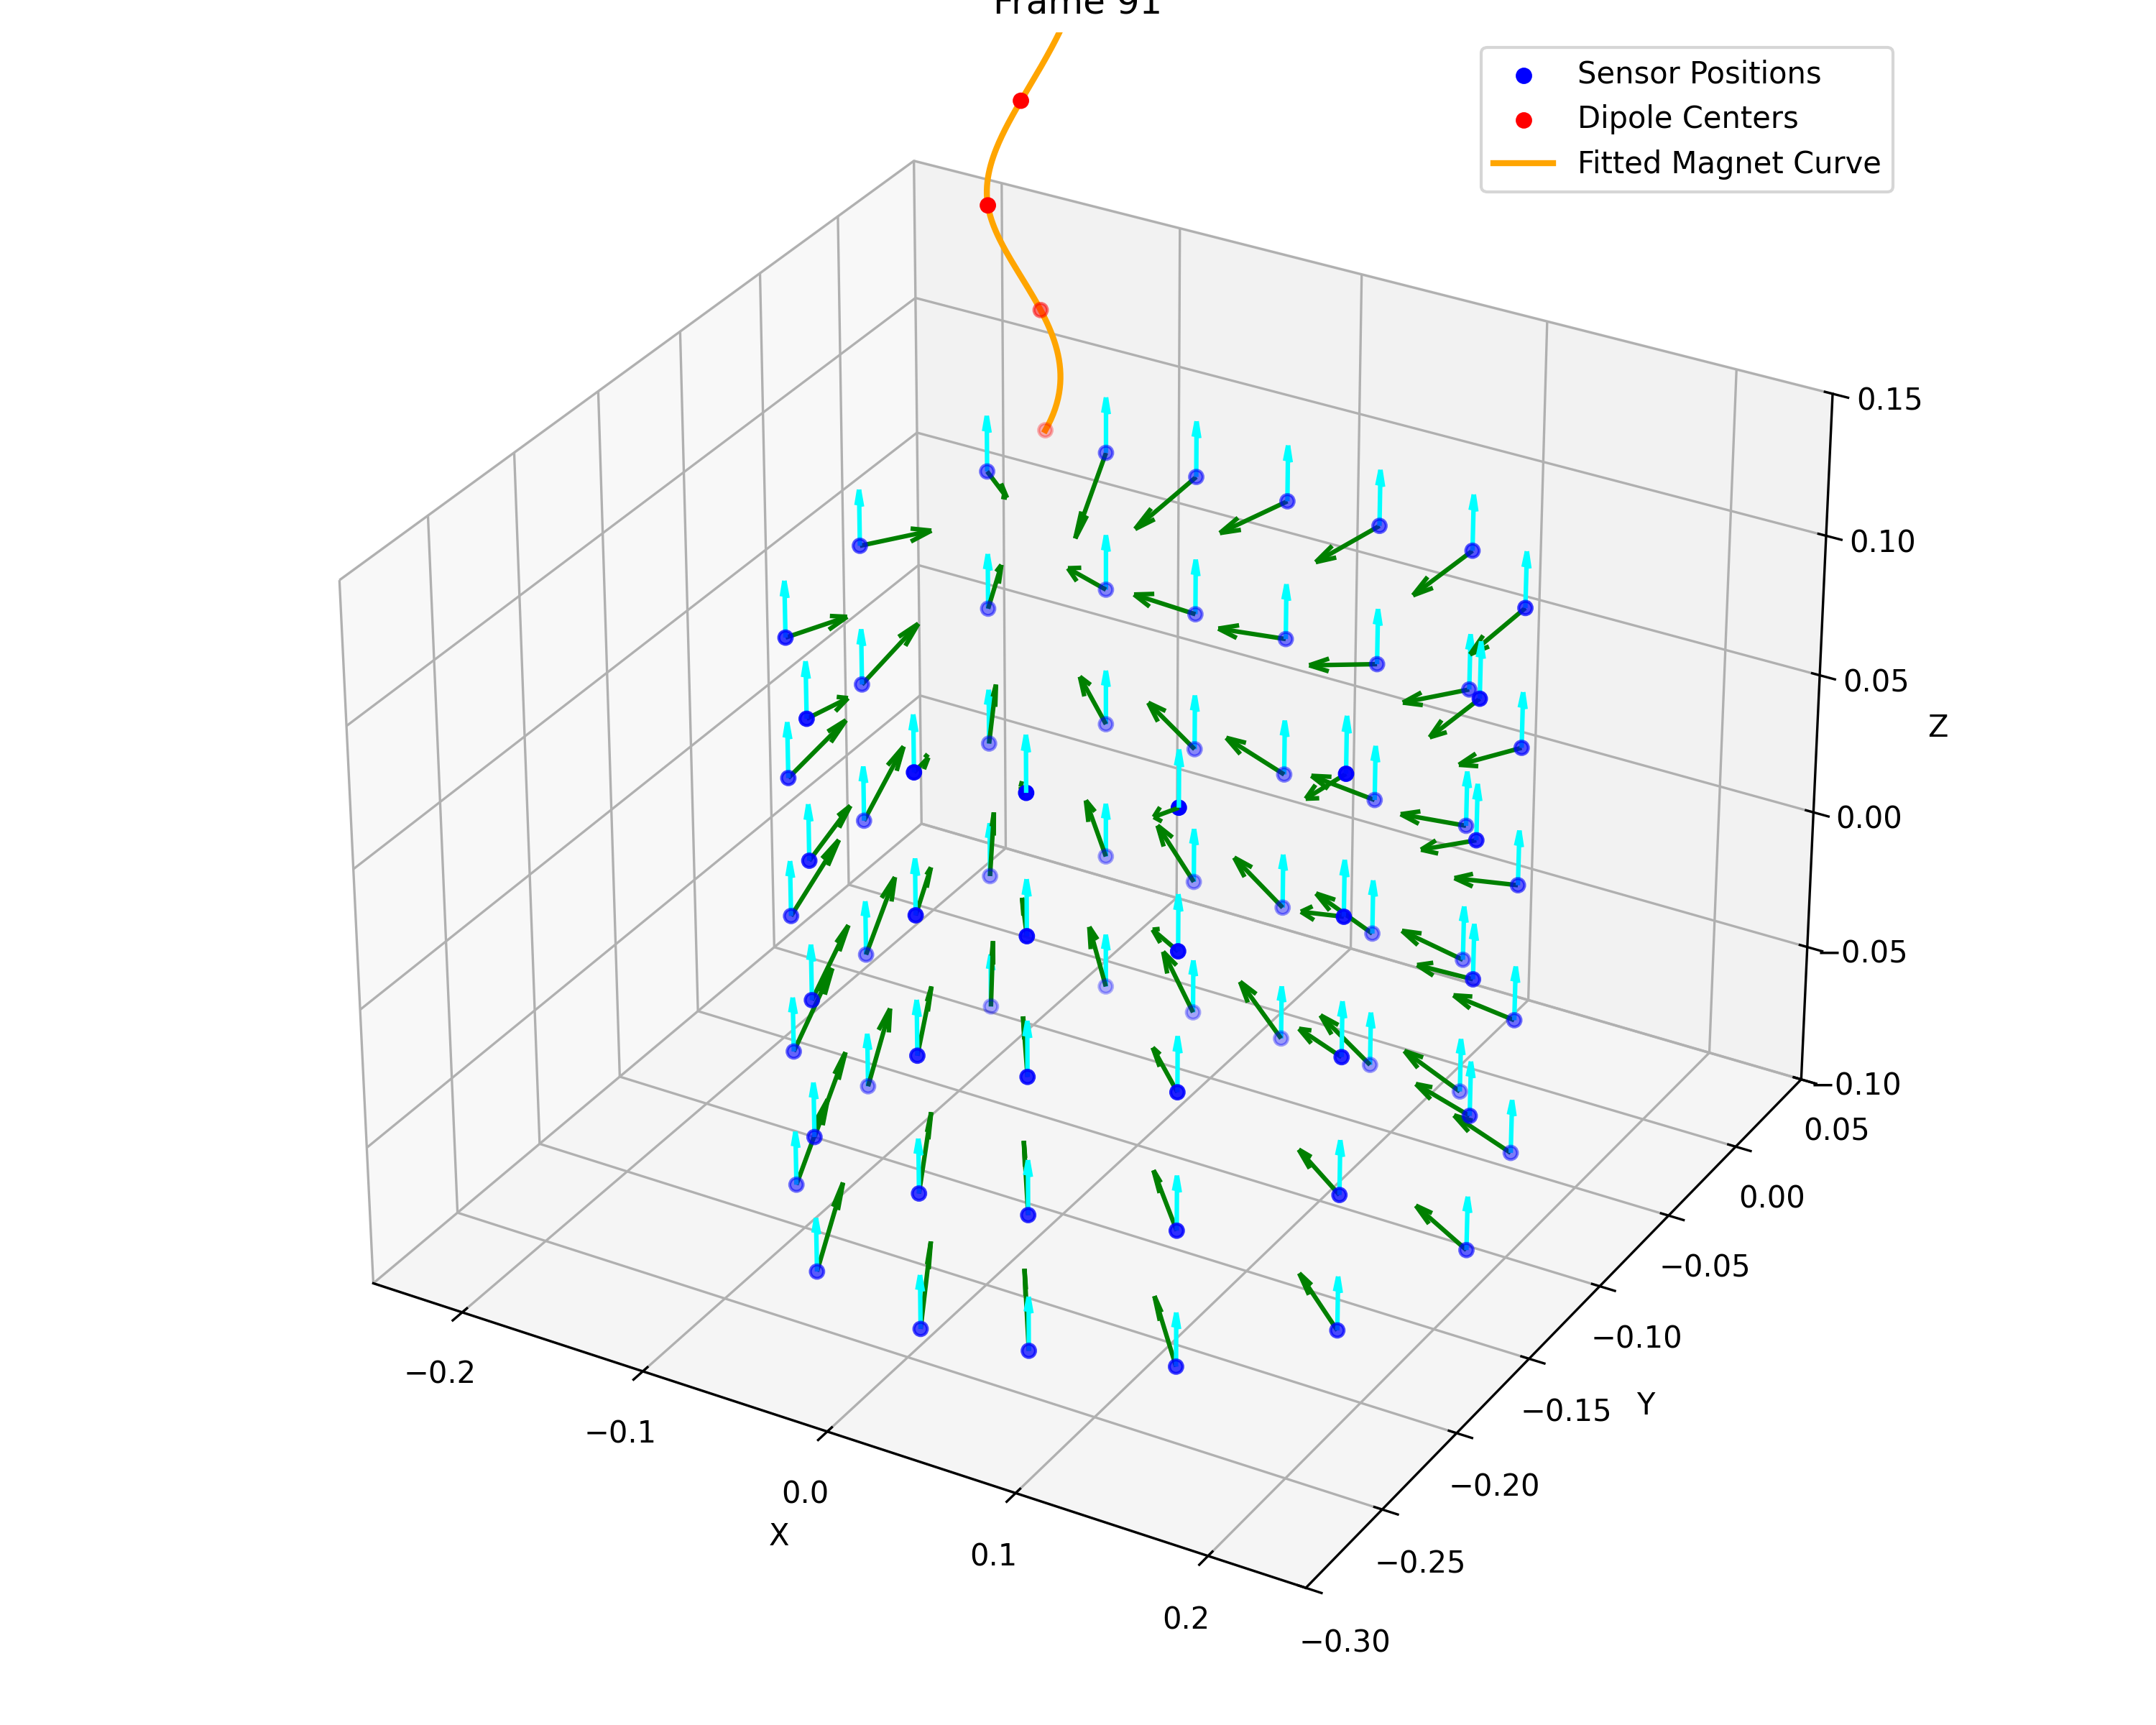 Frame 91
Sensor Positions
Dipole Centers
Fitted Magnet Curve
0.15
0.10
0.05
0.00
−0.05
−0.10
Z
0.05
0.00
−0.05
−0.10
−0.15
−0.20
−0.25
−0.30
Y
−0.2
−0.1
0.0
0.1
0.2
X